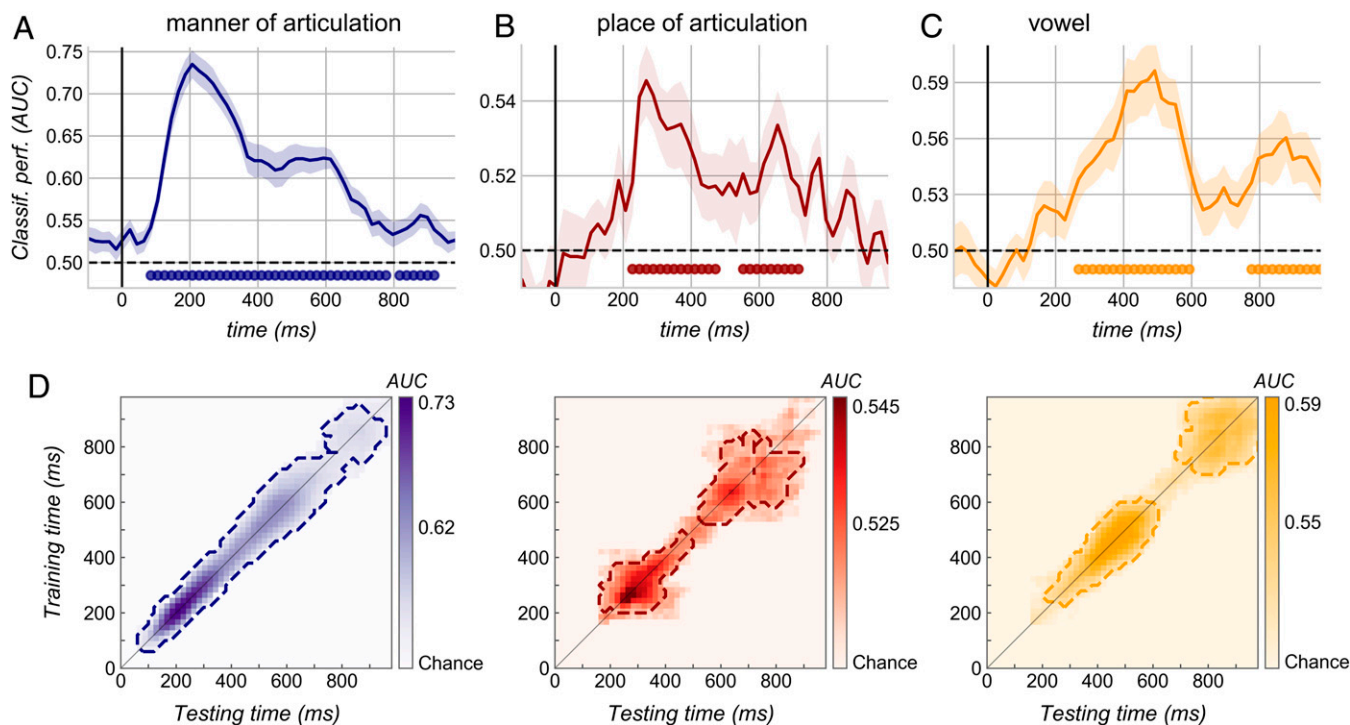 A manner of articulation
B place of articulation
C vowel
Classif. perf. (AUC)
0.75
0.70
0.65
0.60
0.55
0.50
0 200 400 600 800
time (ms)
0.54
0.52
0.50
0 200 400 600 800
time (ms)
0.59
0.56
0.53
0.50
0 200 400 600 800
time (ms)
D
Training time (ms)
800
600
400
200
0
0 200 400 600 800
Testing time (ms)
AUC
0.73
0.62
Chance
800
600
400
200
0
0 200 400 600 800
Testing time (ms)
AUC
0.545
0.525
Chance
800
600
400
200
0
0 200 400 600 800
Testing time (ms)
AUC
0.59
0.55
Chance